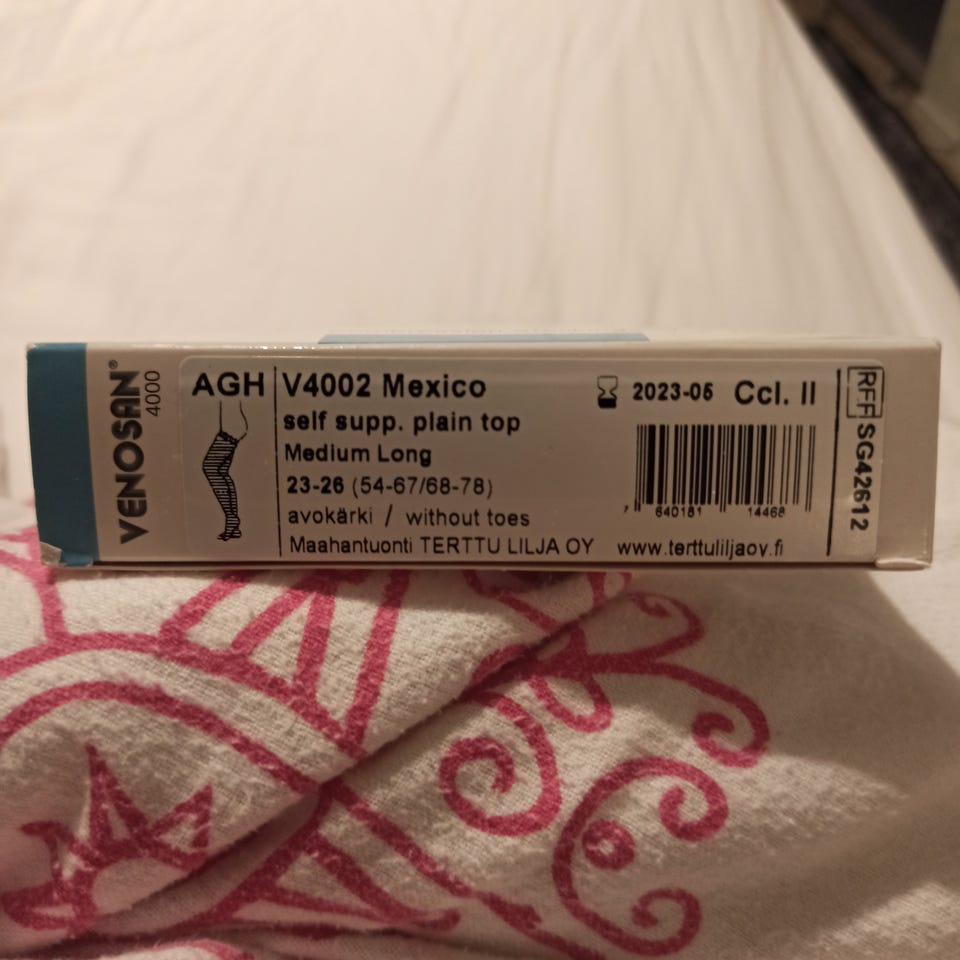 VENOSAN®
4000
AGH
V4002 Mexico
self supp. plain top
Medium Long
23-26 (54-67/68-78)
avokärki / without toes
Maahantuonti TERTTU LILJA OY www.terttuliljaoy.fi
2023-05 Ccl. II
7 640181 14468
REF SG42612